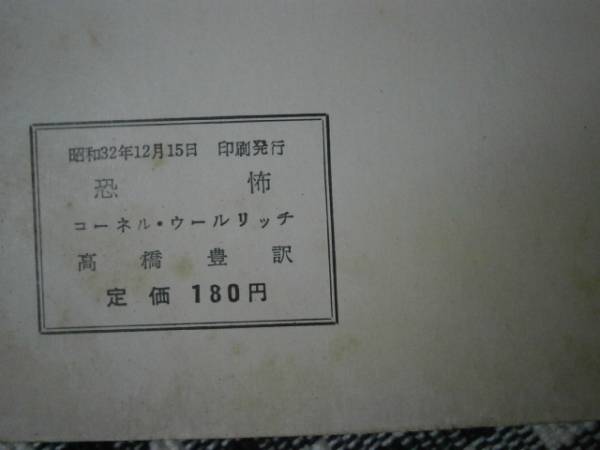 昭和32年12月15日　印刷発行
恐怖
コーネル・ウールリッチ
高橋豊訳
定価 180円